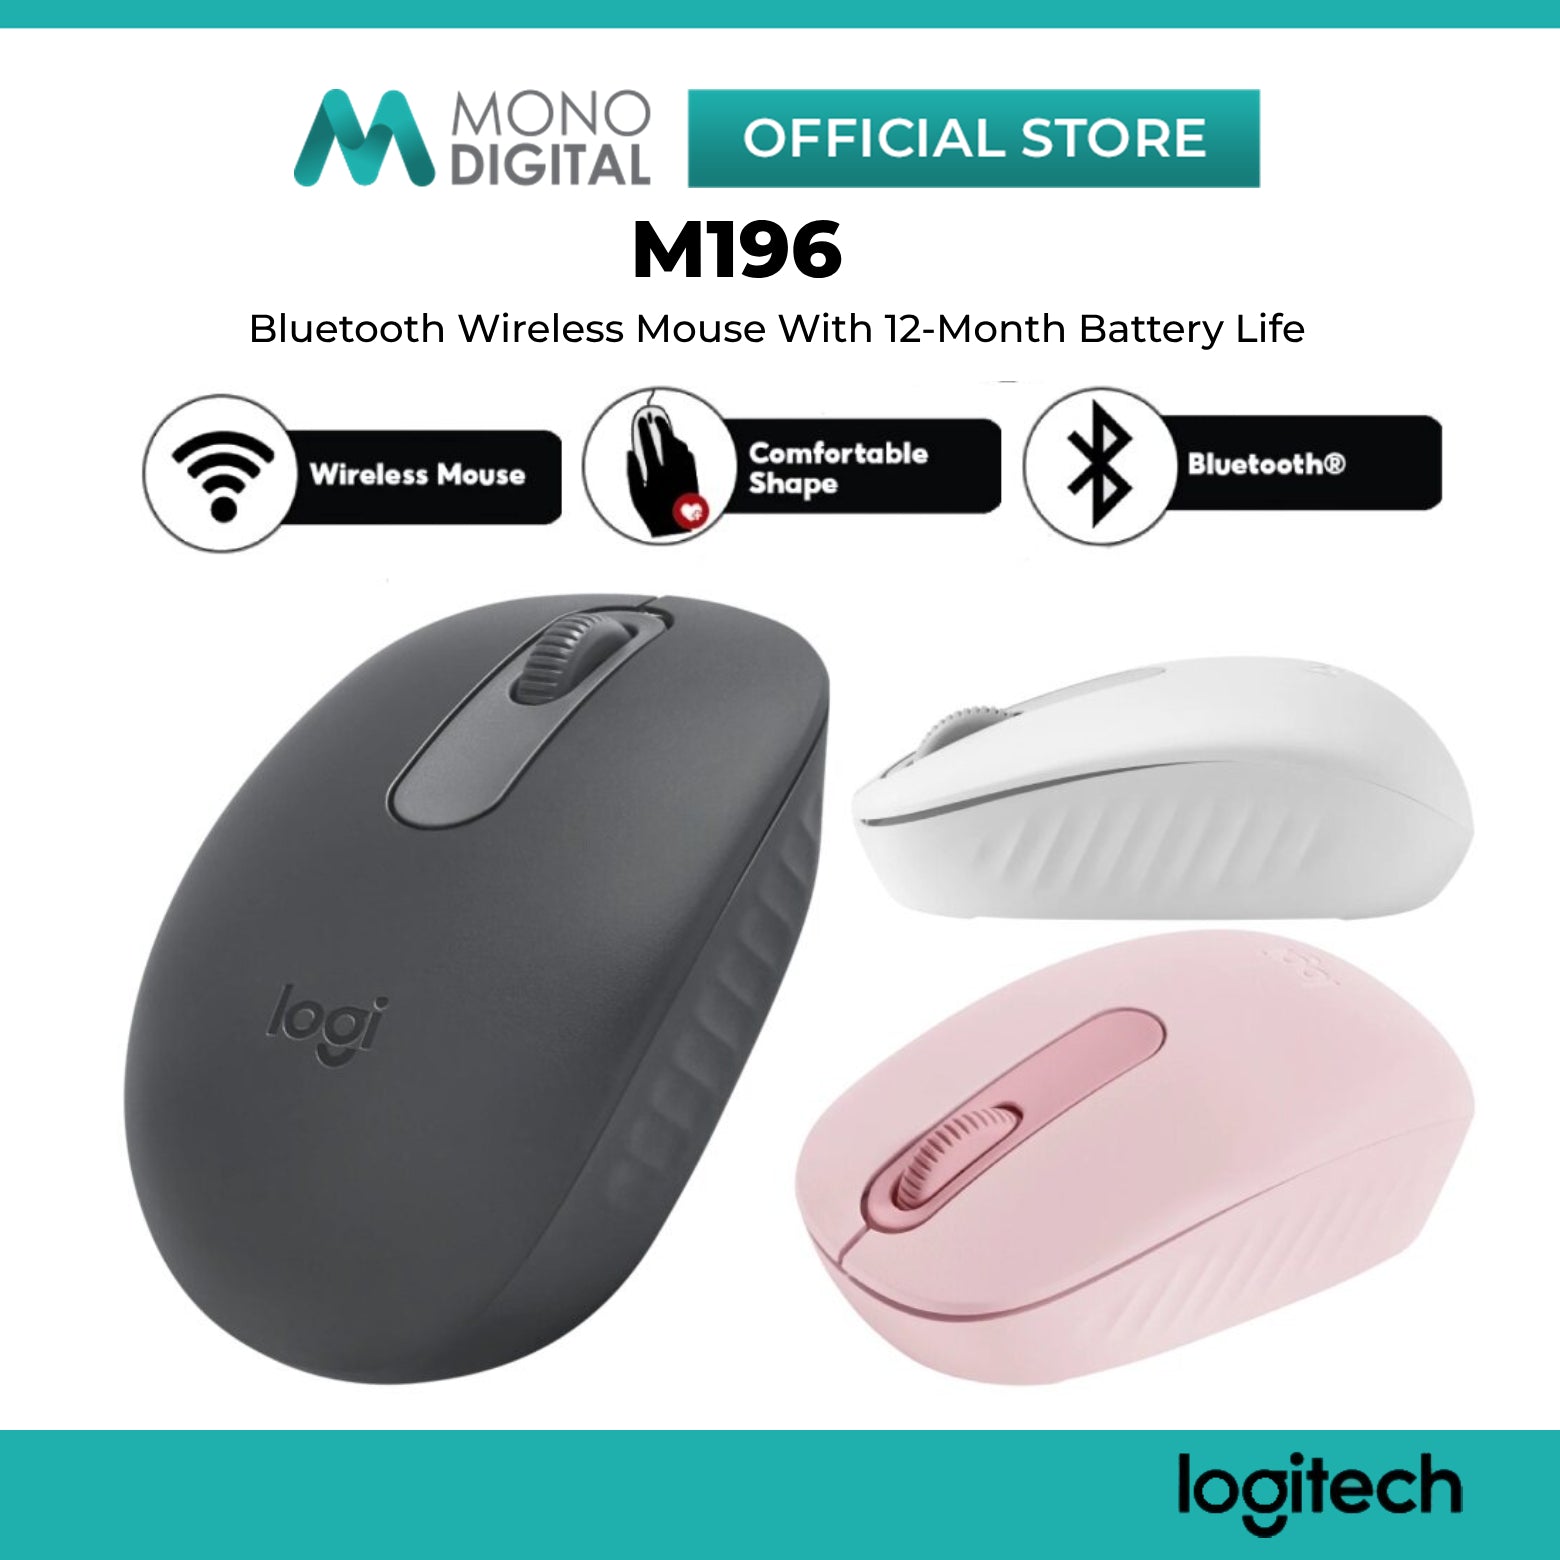 MONO
DIGITAL
OFFICIAL STORE
M196
Bluetooth Wireless Mouse With 12-Month Battery Life
Wireless Mouse
Comfortable
Shape
Bluetooth®
logi
logitech